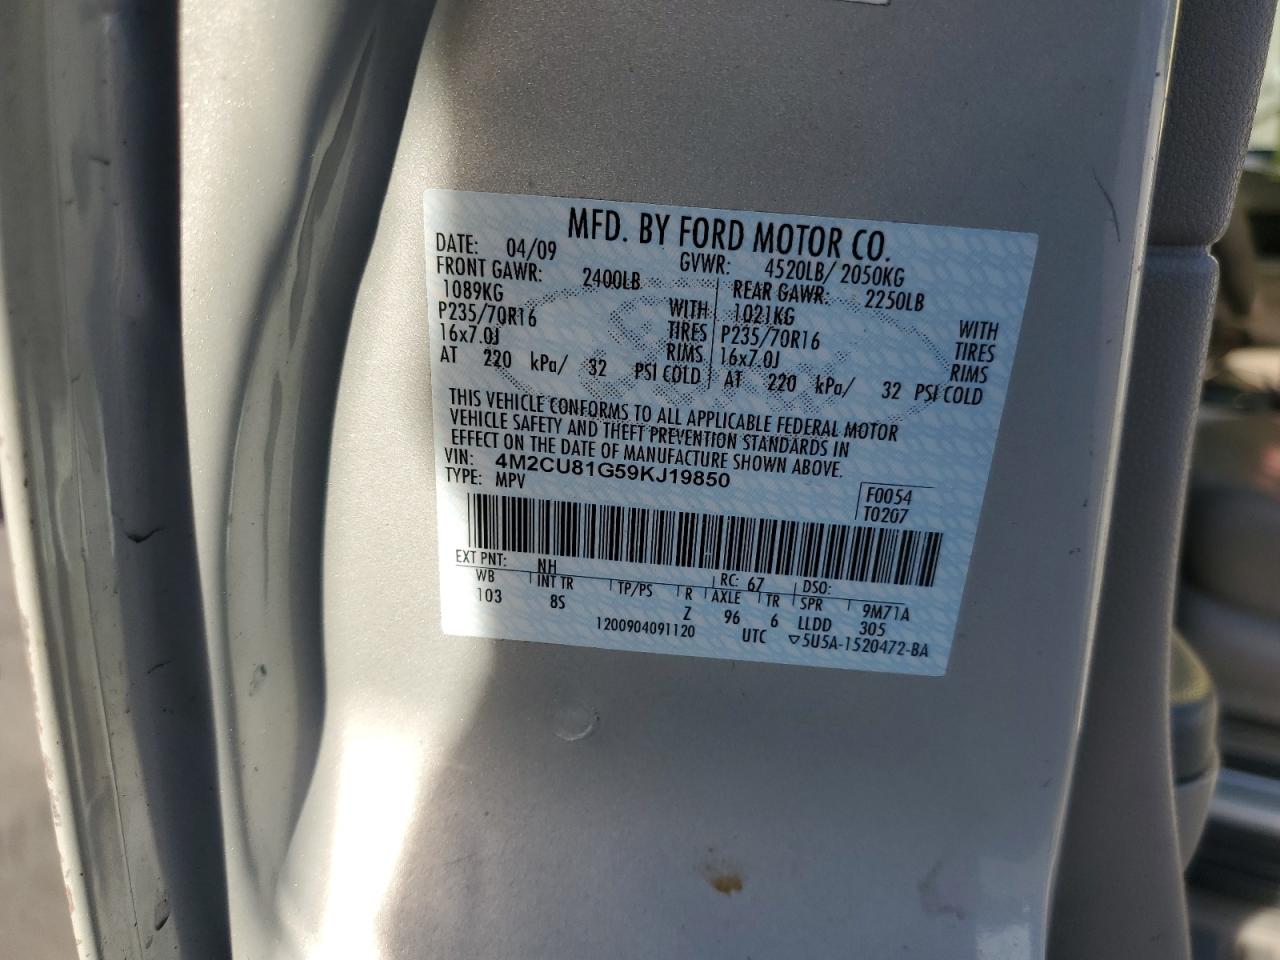 MFD. BY FORD MOTOR CO.
DATE: 04/09 GVWR: 4520LB/ 2050KG
FRONT GAWR: 2400LB REAR GAWR: 2250LB
1089KG WITH 1021KG WITH
P235/70R16 TIRES P235/70R16 TIRES
16x7.0J RIMS 16x7.0J RIMS
AT 220 kPa/ 32 PSI COLD AT 220 kPa/ 32 PSI COLD
THIS VEHICLE CONFORMS TO ALL APPLICABLE FEDERAL MOTOR
VEHICLE SAFETY AND THEFT PREVENTION STANDARDS IN
EFFECT ON THE DATE OF MANUFACTURE SHOWN ABOVE.
VIN: 4M2CU81G59KJ19850
TYPE: MPV
F0054
T0207
EXT PNT: NH RC: 67 DSO:
WB INT TR TP/PS R AXLE TR SPR 9M71A
103 8S Z 96 6 LLDD 305
1200904091120 UTC ▽5U5A-1520472-BA